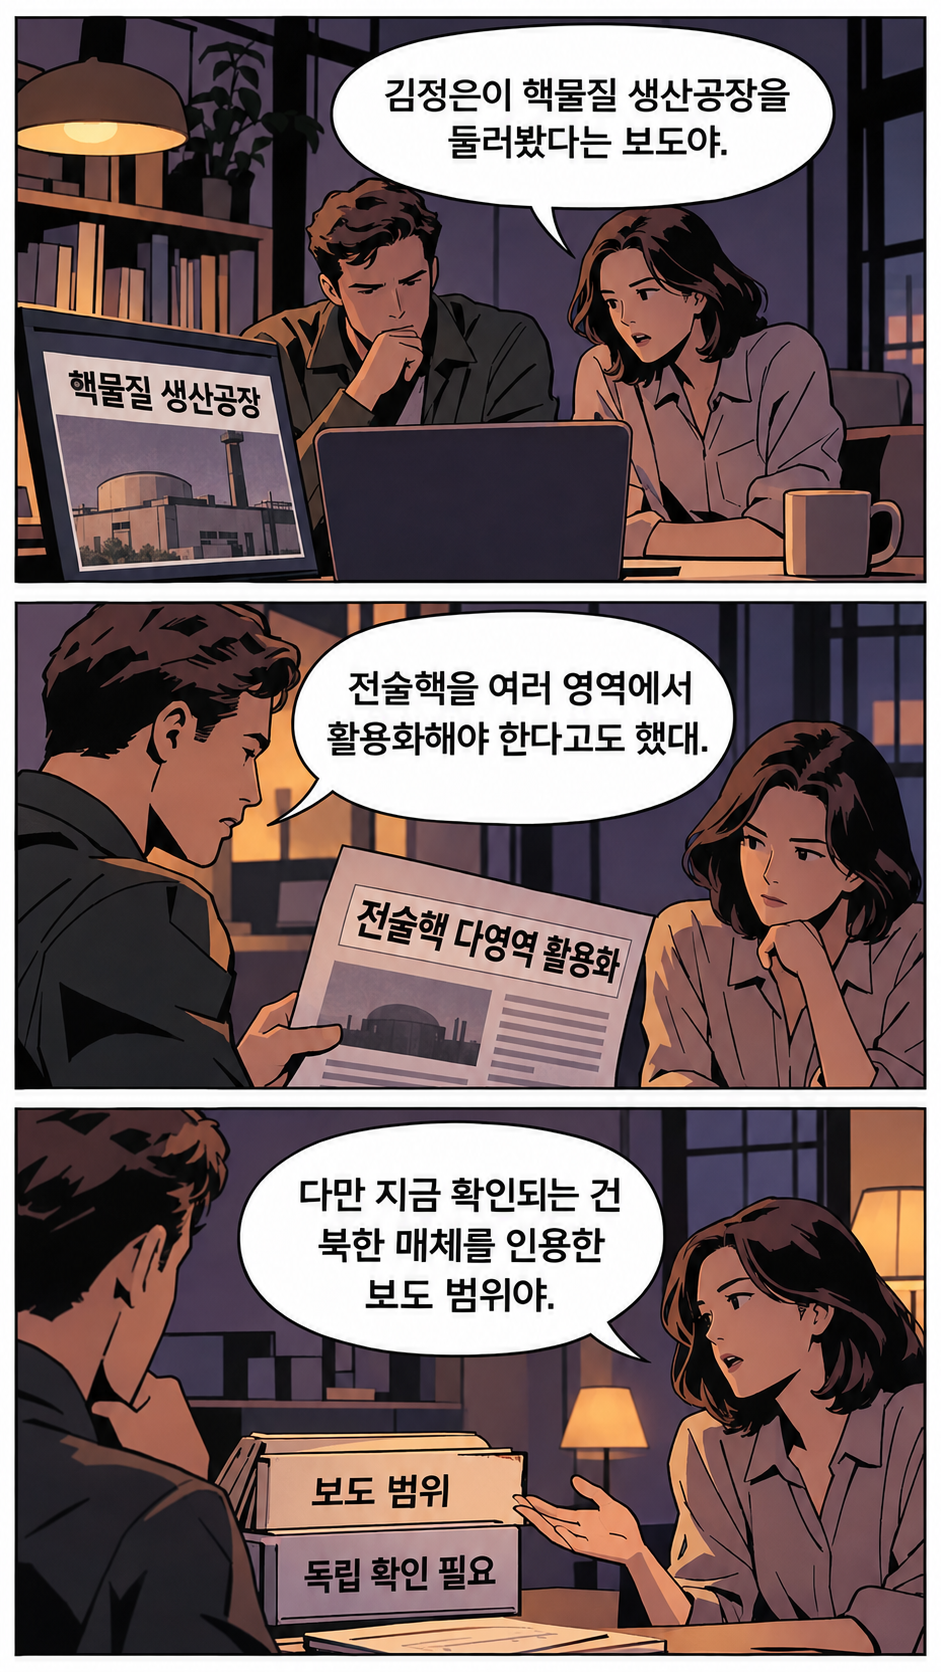 김정은이 핵물질 생산공장을
둘러봤다는 보도야.
핵물질 생산공장
전술핵을 여러 영역에서
활용화해야 한다고도 했대.
전술핵 다영역 활용화
다만 지금 확인되는 건
북한 매체를 인용한
보도 범위야.
보도 범위
독립 확인 필요